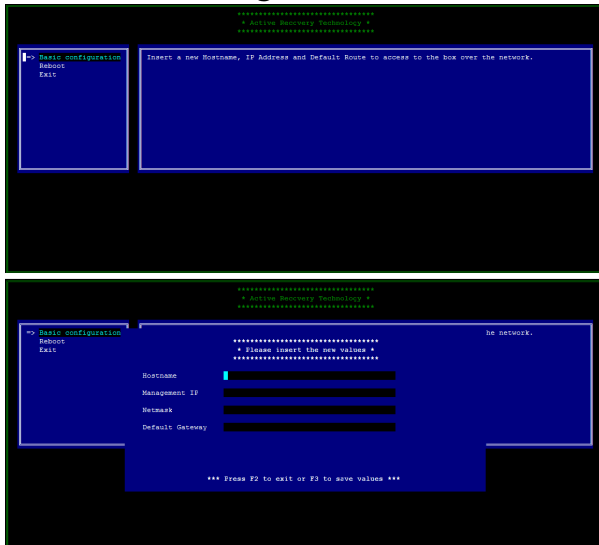 *********************************
* Active Recovery Technology *
*********************************
=> Basic configuration
Reboot
Exit
Insert a new Hostname, IP Address and Default Route to access to the box over the network.
*********************************
* Active Recovery Technology *
*********************************
=> Basic configuration
Reboot
Exit
he network.
***********************************
* Please insert the new values *
***********************************
Hostname
Management IP
Netmask
Default Gateway
*** Press F2 to exit or F3 to save values ***